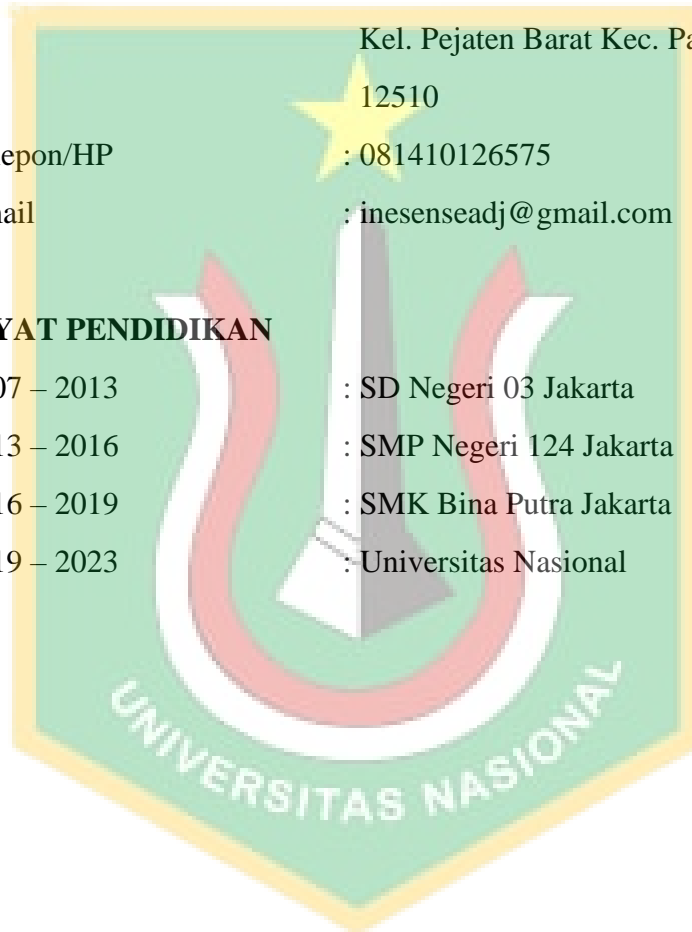 Kel. Pejaten Barat Kec. Pa
12510
epon/HP : 081410126575
ail : inesenseadj@gmail.com
YAT PENDIDIKAN
07 – 2013 : SD Negeri 03 Jakarta
13 – 2016 : SMP Negeri 124 Jakarta
16 – 2019 : SMK Bina Putra Jakarta
19 – 2023 : Universitas Nasional
UNIVERSITAS NASIONAL